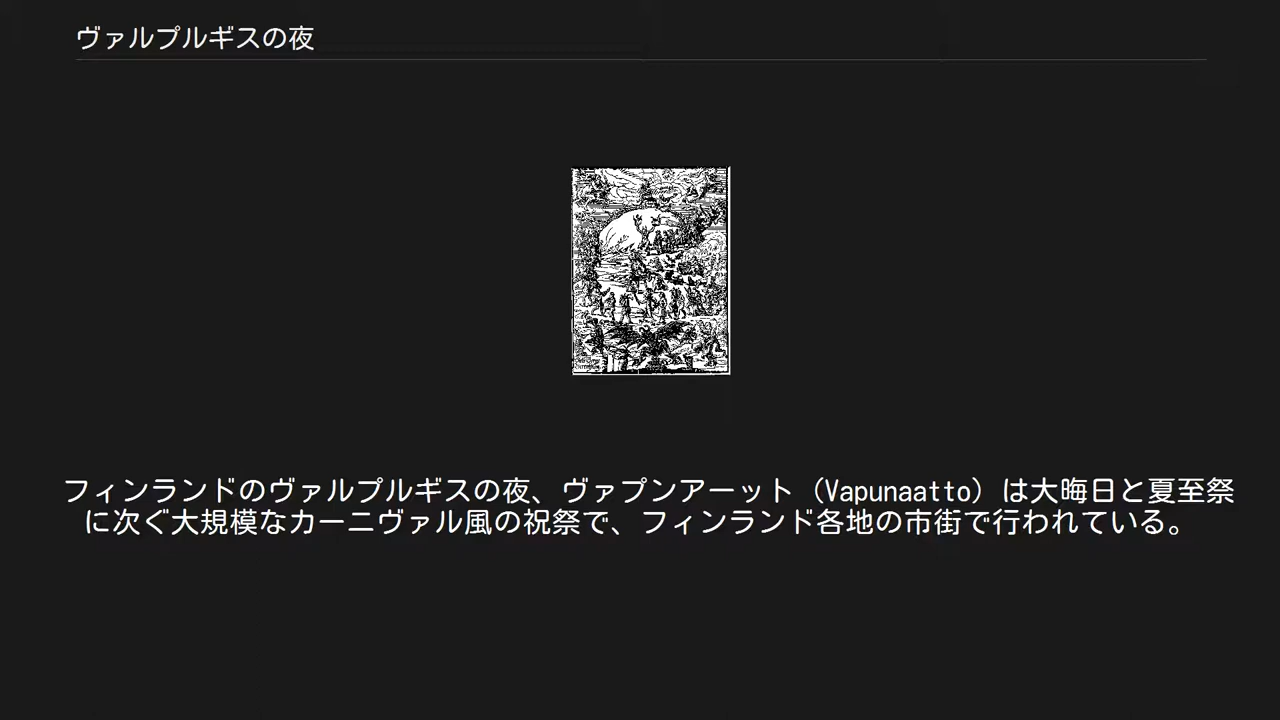 ヴァルプルギスの夜
フィンランドのヴァルプルギスの夜、ヴァプンアーット（Vapunaatto）は大晦日と夏至祭
に次ぐ大規模なカーニヴァル風の祝祭で、フィンランド各地の市街で行われている。